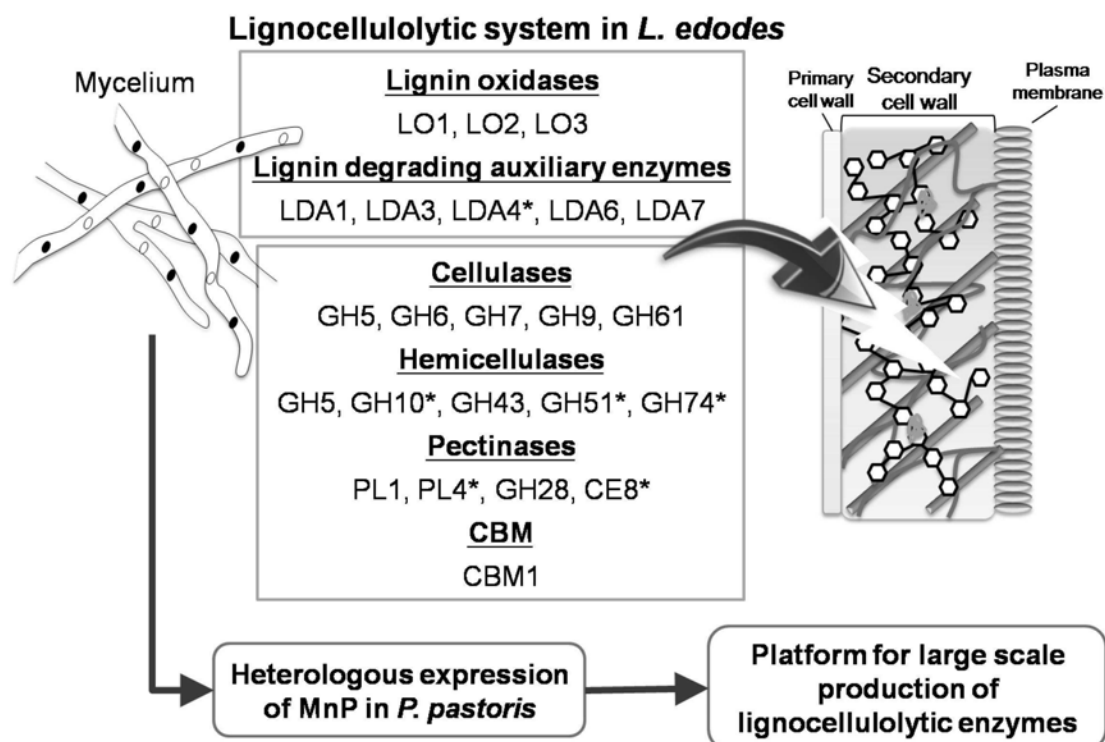 Lignocellulolytic system in L. edodes
Mycelium
Lignin oxidases
LO1, LO2, LO3
Lignin degrading auxiliary enzymes
LDA1, LDA3, LDA4*, LDA6, LDA7
Cellulases
GH5, GH6, GH7, GH9, GH61
Hemicellulases
GH5, GH10*, GH43, GH51*, GH74*
Pectinases
PL1, PL4*, GH28, CE8*
CBM
CBM1
Primary
cell wall
Secondary
cell wall
Plasma
membrane
Heterologous expression
of MnP in P. pastoris
Platform for large scale
production of
lignocellulolytic enzymes